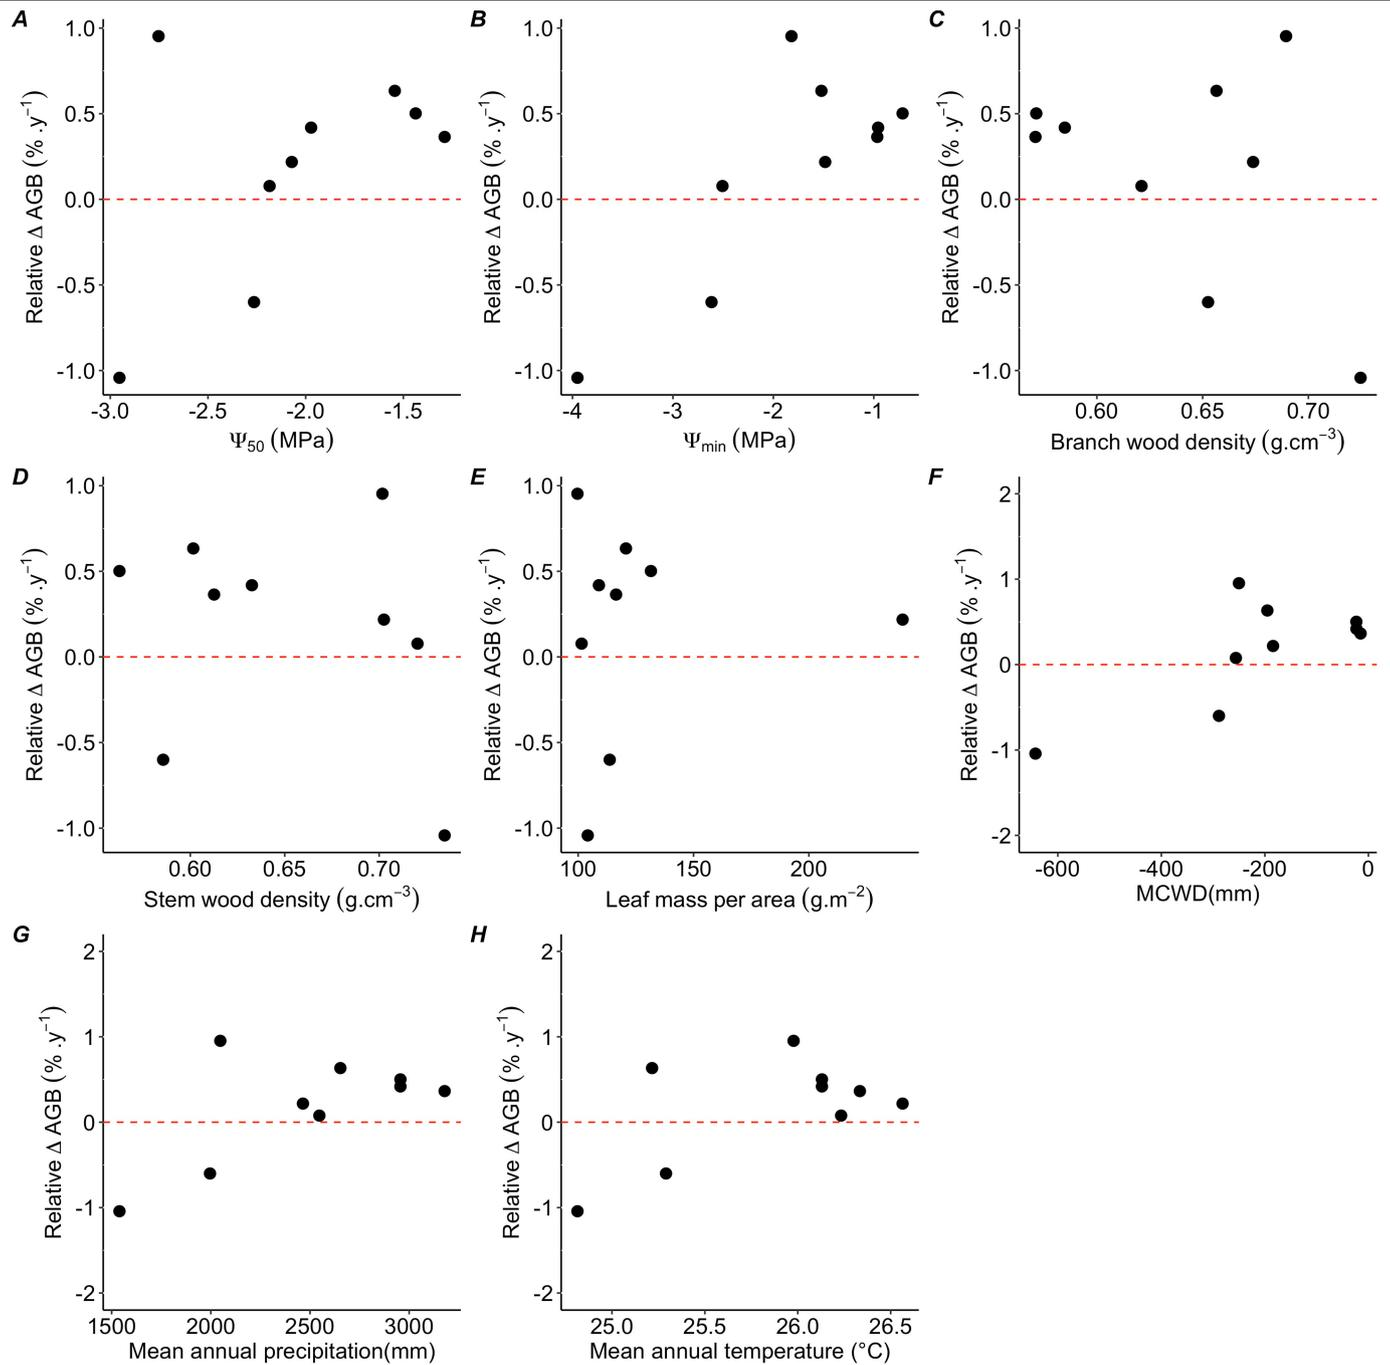 A
Relative Δ AGB (% .y⁻¹)
1.0
0.5
0.0
-0.5
-1.0
-3.0 -2.5 -2.0 -1.5
Ψ₅₀ (MPa)
B
Relative Δ AGB (% .y⁻¹)
1.0
0.5
0.0
-0.5
-1.0
-4 -3 -2 -1
Ψmin (MPa)
C
Relative Δ AGB (% .y⁻¹)
1.0
0.5
0.0
-0.5
-1.0
0.60 0.65 0.70
Branch wood density (g.cm⁻³)
D
Relative Δ AGB (% .y⁻¹)
1.0
0.5
0.0
-0.5
-1.0
0.60 0.65 0.70
Stem wood density (g.cm⁻³)
E
Relative Δ AGB (% .y⁻¹)
1.0
0.5
0.0
-0.5
-1.0
100 150 200
Leaf mass per area (g.m⁻²)
F
Relative Δ AGB (% .y⁻¹)
2
1
0
-1
-2
-600 -400 -200 0
MCWD(mm)
G
Relative Δ AGB (% .y⁻¹)
2
1
0
-1
-2
1500 2000 2500 3000
Mean annual precipitation(mm)
H
Relative Δ AGB (% .y⁻¹)
2
1
0
-1
-2
25.0 25.5 26.0 26.5
Mean annual temperature (°C)